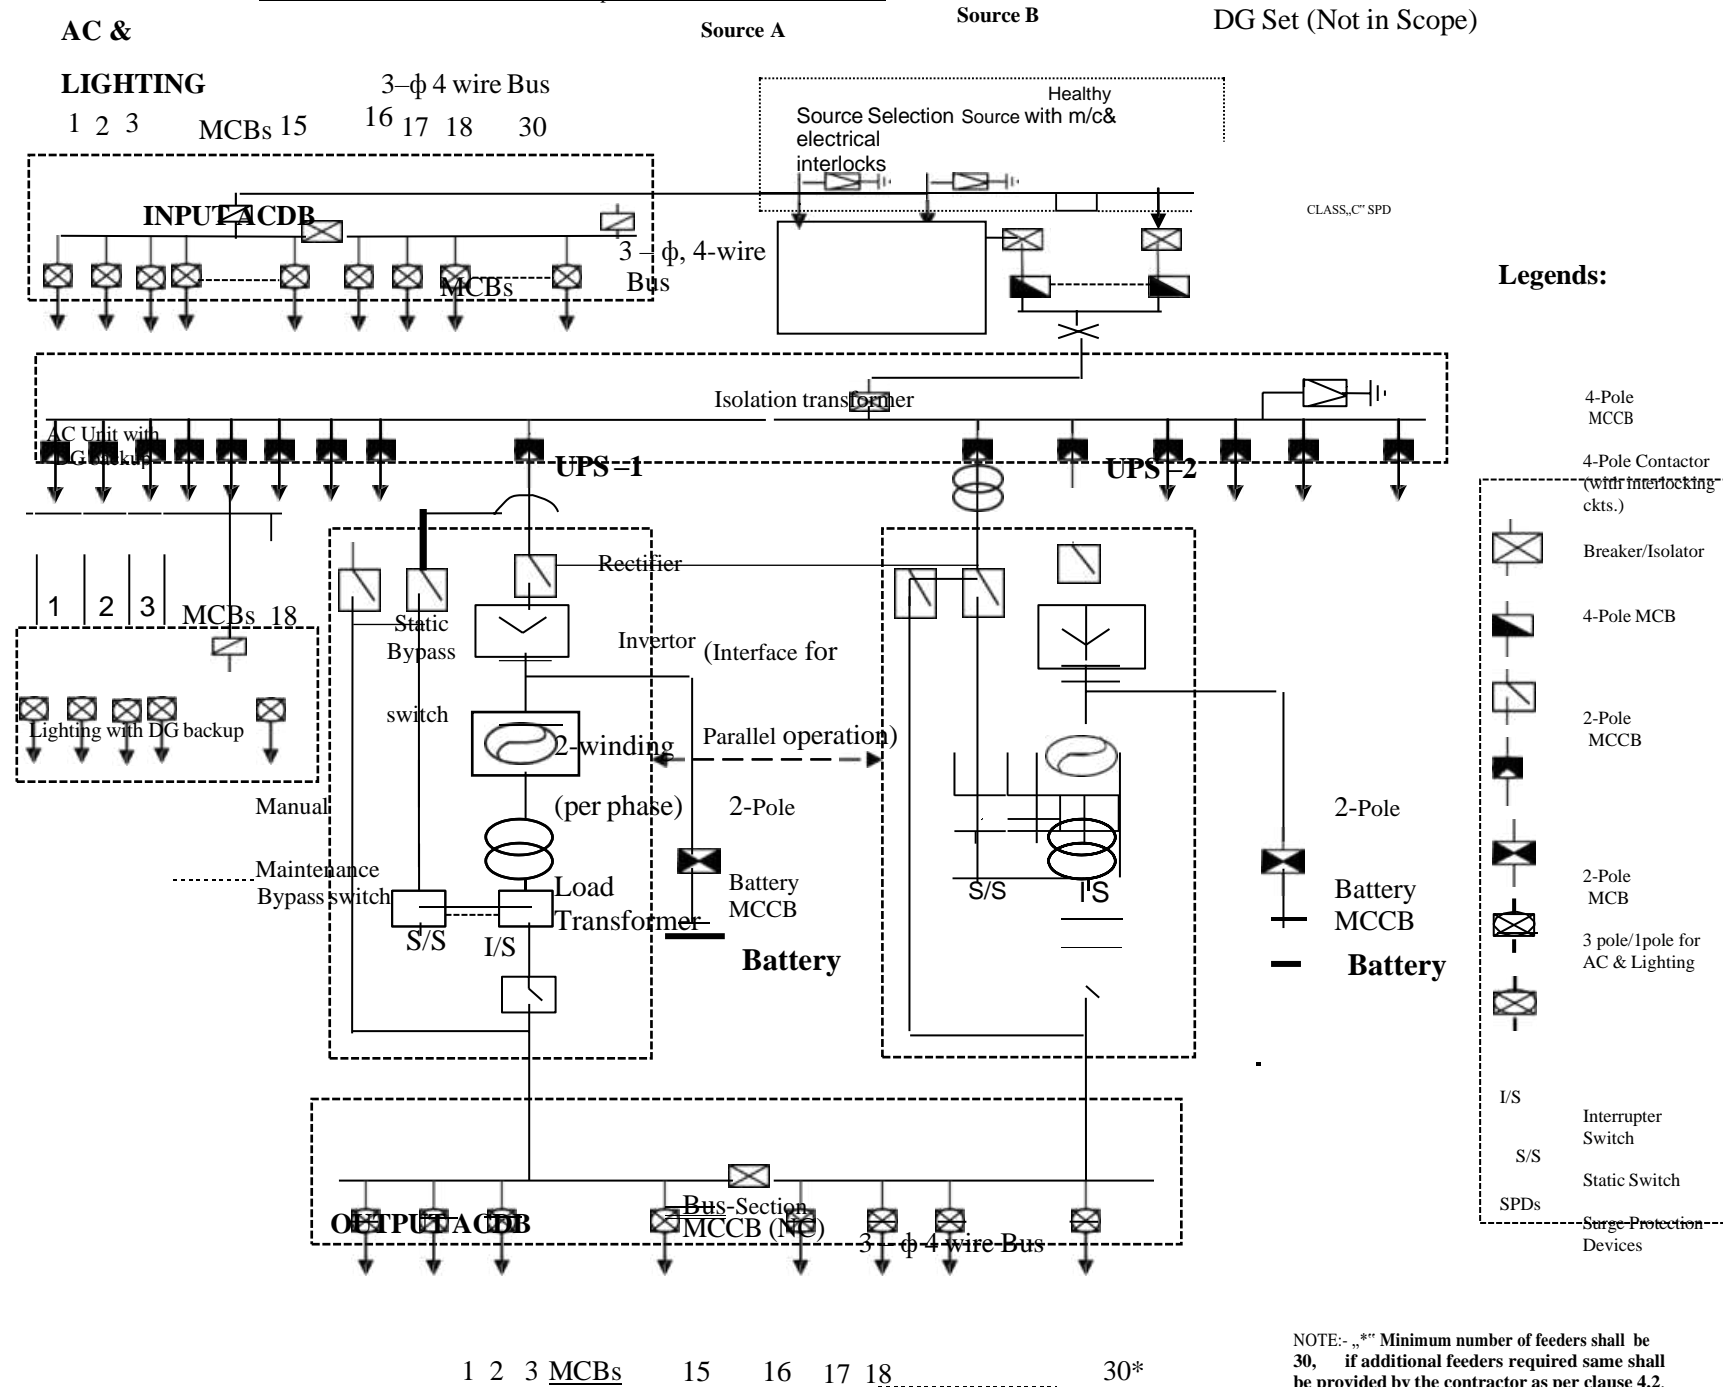 Source B
DG Set (Not in Scope)
AC &
Source A
LIGHTING
3–ф 4 wire Bus
Healthy
Source Selection Source with m/c&
electrical
interlocks
1 2 3 MCBs 15 16 17 18 30
INPUT ACDB
CLASS„C‟ SPD
3 – ф, 4-wire
Bus
MCBs
Legends:
Isolation transformer
4-Pole
MCCB
AC Unit with
DG backup
UPS –1
UPS –2
4-Pole Contactor
(with interlocking
ckts.)
Breaker/Isolator
Rectifier
1 2 3 MCBs 18
Static
Bypass
switch
Invertor
(Interface for
Parallel operation)
4-Pole MCB
Lighting with DG backup
2-winding
(per phase)
2-Pole
MCCB
Manual
Maintenance
Bypass switch
2-Pole
Battery
MCCB
Battery
2-Pole
Battery
MCCB
Battery
Load
Transformer
S/S
I/S
S/S
I'S
2-Pole
MCB
3 pole/1pole for
AC & Lighting
I/S
Interrupter
Switch
S/S
Static Switch
SPDs
Surge Protection
Devices
OUTPUT ACDB
Bus-Section
MCCB (NC)
3 – ф 4 wire Bus
NOTE:- „*‟ Minimum number of feeders shall be
30, if additional feeders required same shall
be provided by the contractor as per clause 4.2.
1 2 3 MCBs 15 16 17 18 30*